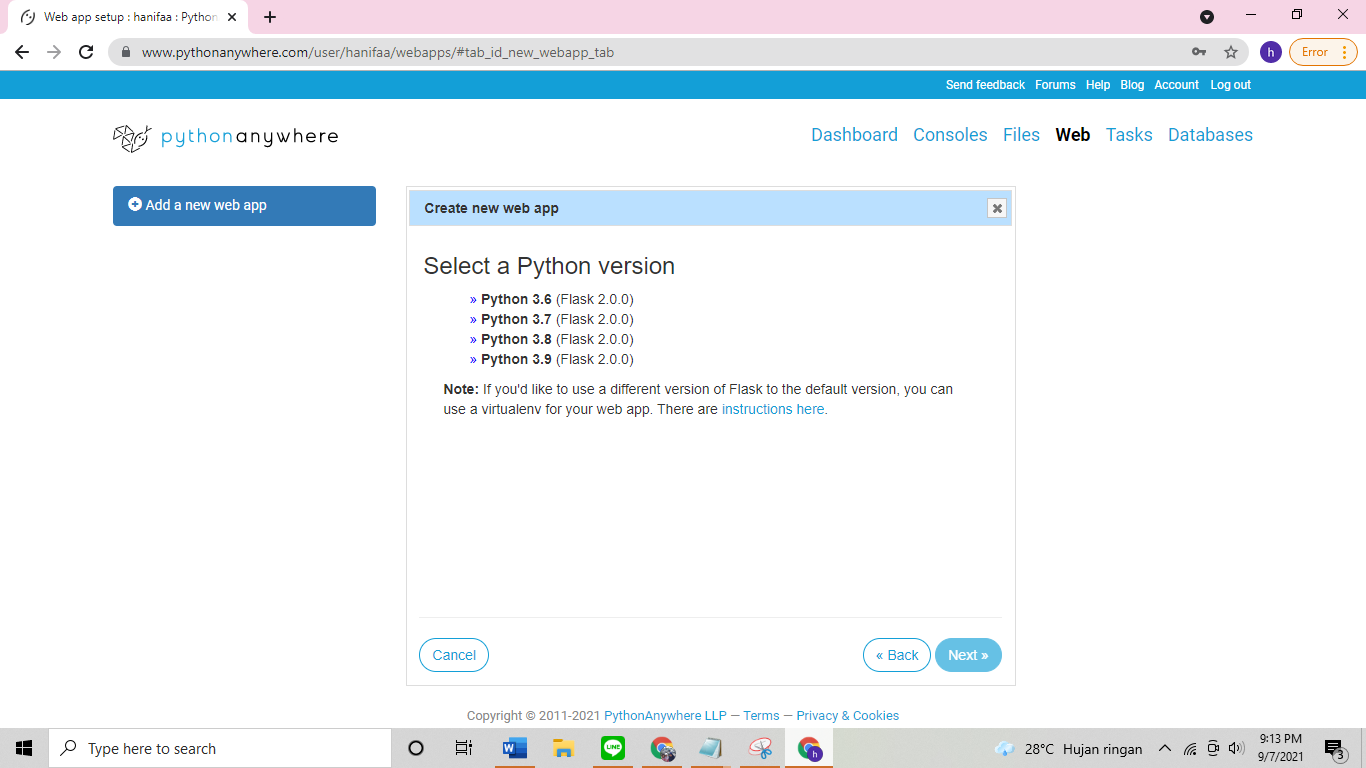 Web app setup : hanifaa : Python
www.pythonanywhere.com/user/hanifaa/webapps/#tab_id_new_webapp_tab
h
Error
Send feedback Forums Help Blog Account Log out
pythonanywhere
Dashboard Consoles Files Web Tasks Databases
Add a new web app
Create new web app
Select a Python version
» Python 3.6 (Flask 2.0.0)
» Python 3.7 (Flask 2.0.0)
» Python 3.8 (Flask 2.0.0)
» Python 3.9 (Flask 2.0.0)
Note: If you'd like to use a different version of Flask to the default version, you can
use a virtualenv for your web app. There are instructions here.
Cancel
« Back
Next »
Copyright © 2011-2021 PythonAnywhere LLP — Terms — Privacy & Cookies
Type here to search
W
LINE
h
28°C Hujan ringan
9:13 PM
9/7/2021
3